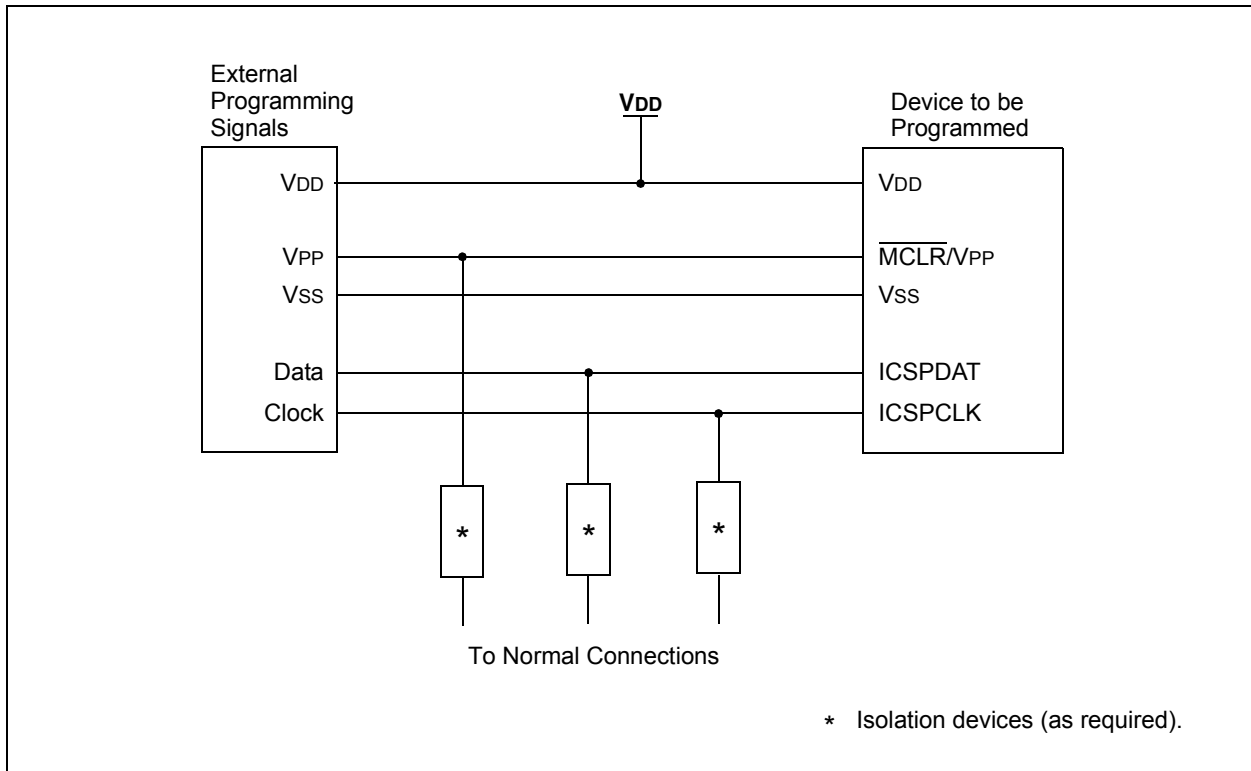 External
Programming
Signals
VDD
Device to be
Programmed
VDD
VDD
VPP
MCLR/VPP
VSS
VSS
Data
ICSPDAT
Clock
ICSPCLK
*
*
*
To Normal Connections
* Isolation devices (as required).